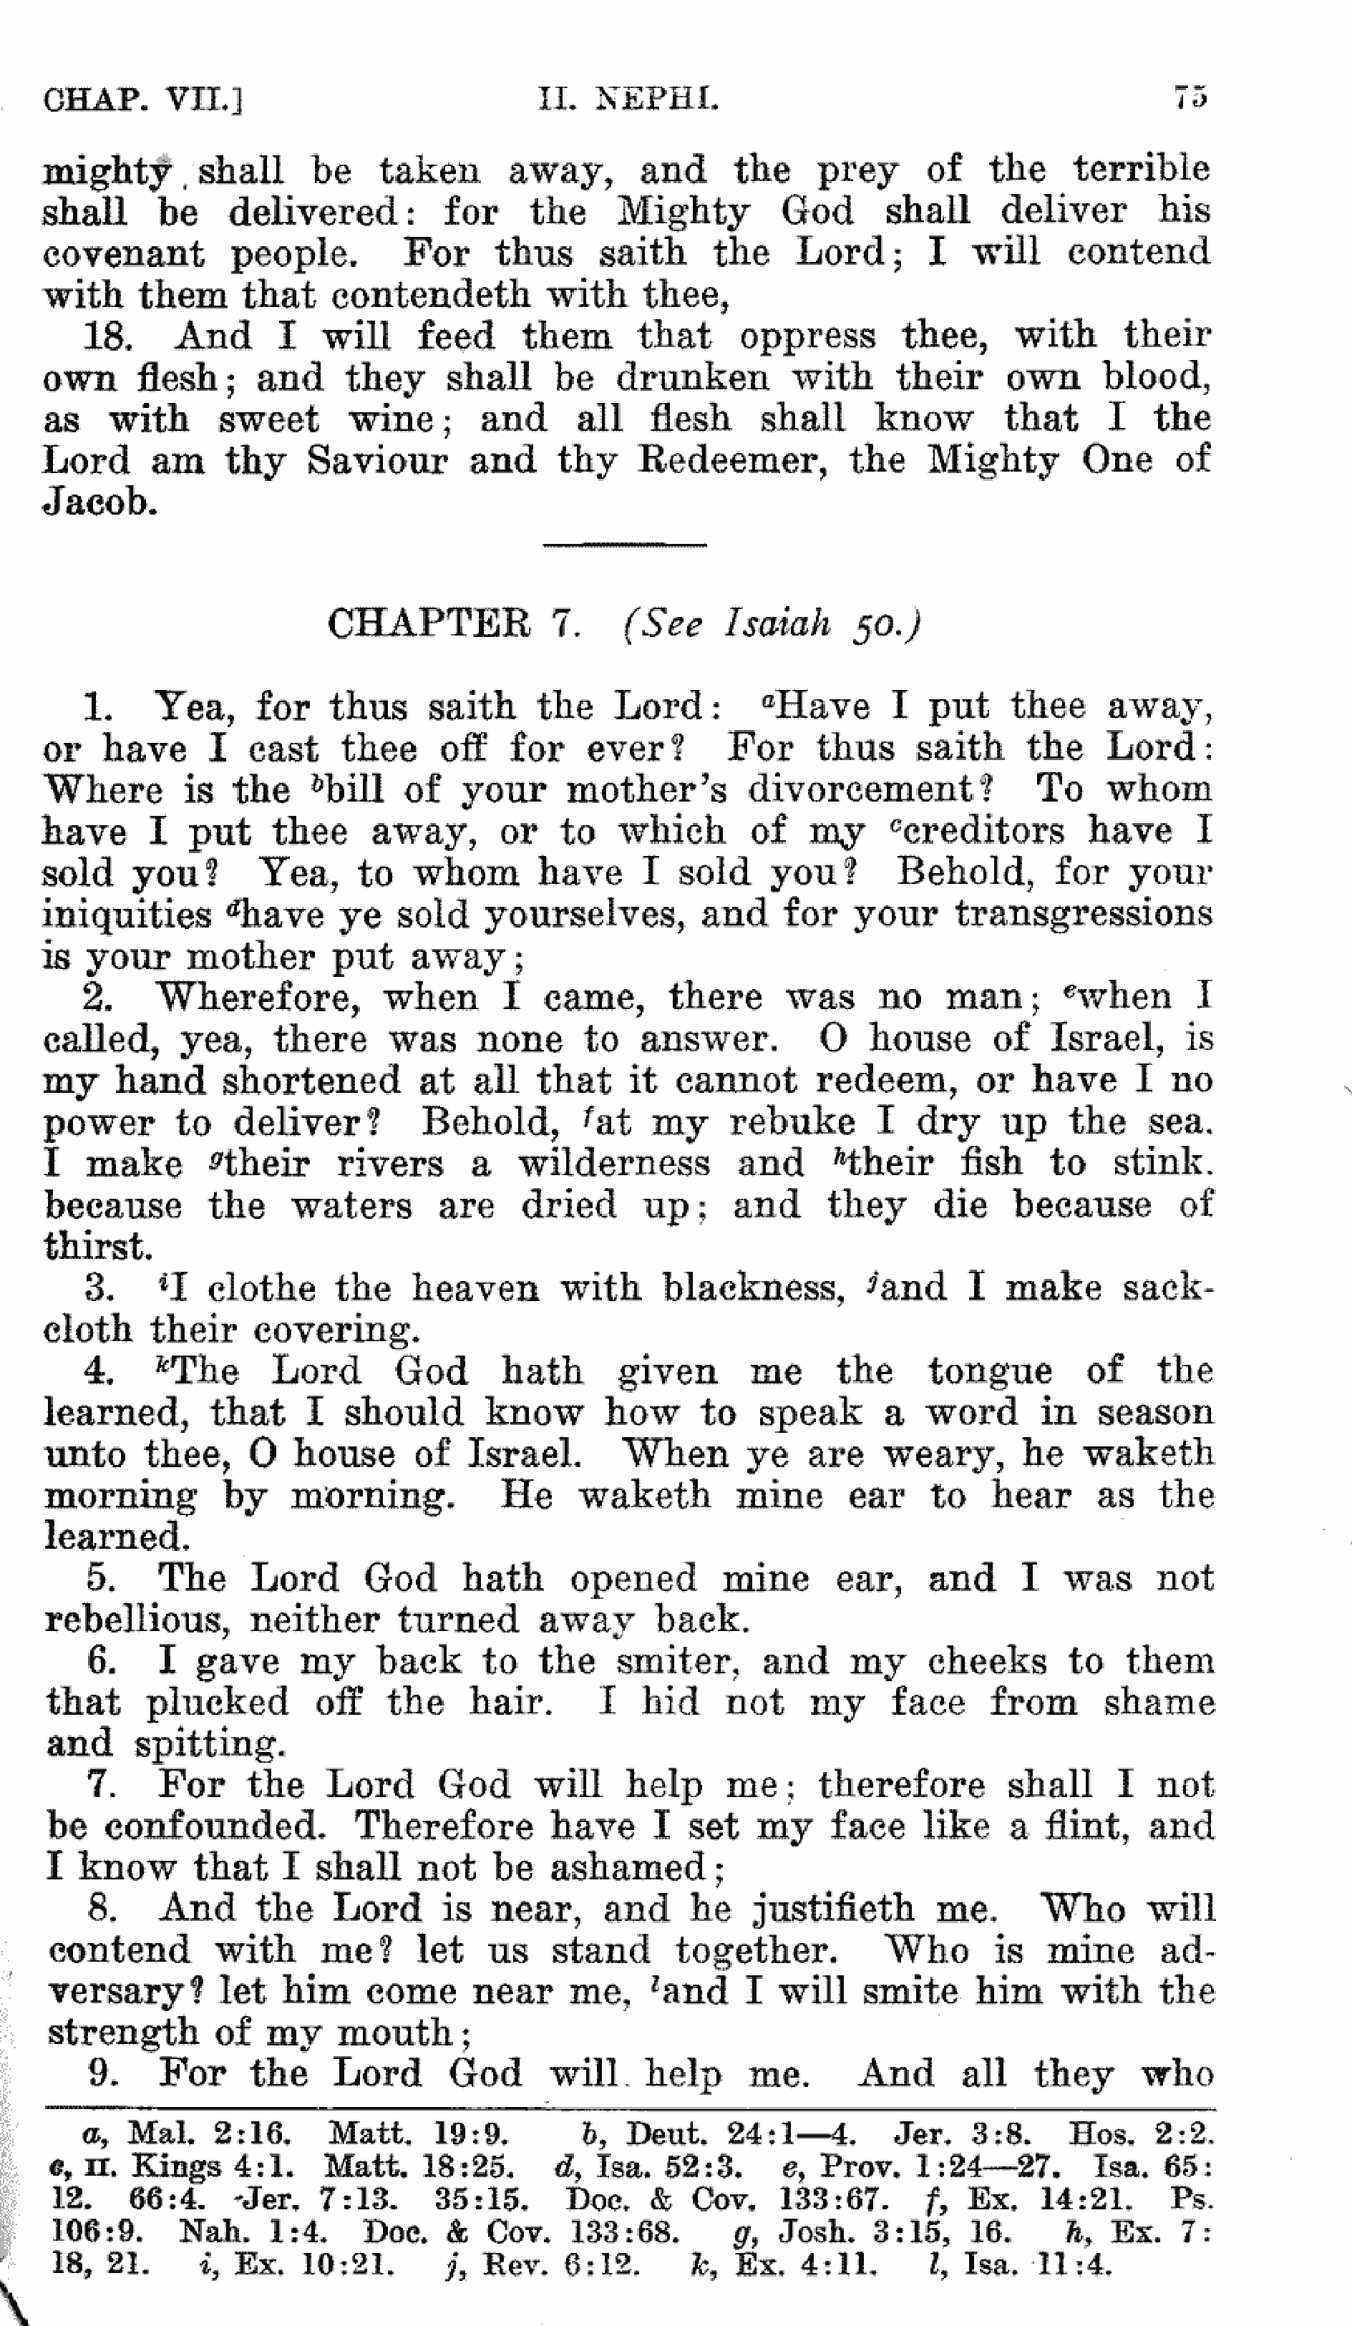 CHAP. VII.] II. NEPHI. 75
mighty shall be taken away, and the prey of the terrible
shall be delivered: for the Mighty God shall deliver his
covenant people. For thus saith the Lord; I will contend
with them that contendeth with thee,
18. And I will feed them that oppress thee, with their
own flesh; and they shall be drunken with their own blood,
as with sweet wine; and all flesh shall know that I the
Lord am thy Saviour and thy Redeemer, the Mighty One of
Jacob.
CHAPTER 7. (See Isaiah 50.)
1. Yea, for thus saith the Lord: aHave I put thee away,
or have I cast thee off for ever? For thus saith the Lord:
Where is the bbill of your mother's divorcement? To whom
have I put thee away, or to which of my ccreditors have I
sold you? Yea, to whom have I sold you? Behold, for your
iniquities dhave ye sold yourselves, and for your transgressions
is your mother put away;
2. Wherefore, when I came, there was no man; ewhen I
called, yea, there was none to answer. O house of Israel, is
my hand shortened at all that it cannot redeem, or have I no
power to deliver? Behold, fat my rebuke I dry up the sea.
I make gtheir rivers a wilderness and htheir fish to stink.
because the waters are dried up; and they die because of
thirst.
3. iI clothe the heaven with blackness, jand I make sack-
cloth their covering.
4. kThe Lord God hath given me the tongue of the
learned, that I should know how to speak a word in season
unto thee, O house of Israel. When ye are weary, he waketh
morning by morning. He waketh mine ear to hear as the
learned.
5. The Lord God hath opened mine ear, and I was not
rebellious, neither turned away back.
6. I gave my back to the smiter, and my cheeks to them
that plucked off the hair. I hid not my face from shame
and spitting.
7. For the Lord God will help me; therefore shall I not
be confounded. Therefore have I set my face like a flint, and
I know that I shall not be ashamed;
8. And the Lord is near, and he justifieth me. Who will
contend with me? let us stand together. Who is mine ad-
versary? let him come near me, land I will smite him with the
strength of my mouth;
9. For the Lord God will help me. And all they who
a, Mal. 2:16. Matt. 19:9. b, Deut. 24:1—4. Jer. 3:8. Hos. 2:2.
c, II. Kings 4:1. Matt. 18:25. d, Isa. 52:3. e, Prov. 1:24—27. Isa. 65:
12. 66:4. Jer. 7:13. 35:15. Doc. & Cov. 133:67. f, Ex. 14:21. Ps.
106:9. Nah. 1:4. Doc. & Cov. 133:68. g, Josh. 3:15, 16. h, Ex. 7:
18, 21. i, Ex. 10:21. j, Rev. 6:12. k, Ex. 4:11. l, Isa. 11:4.